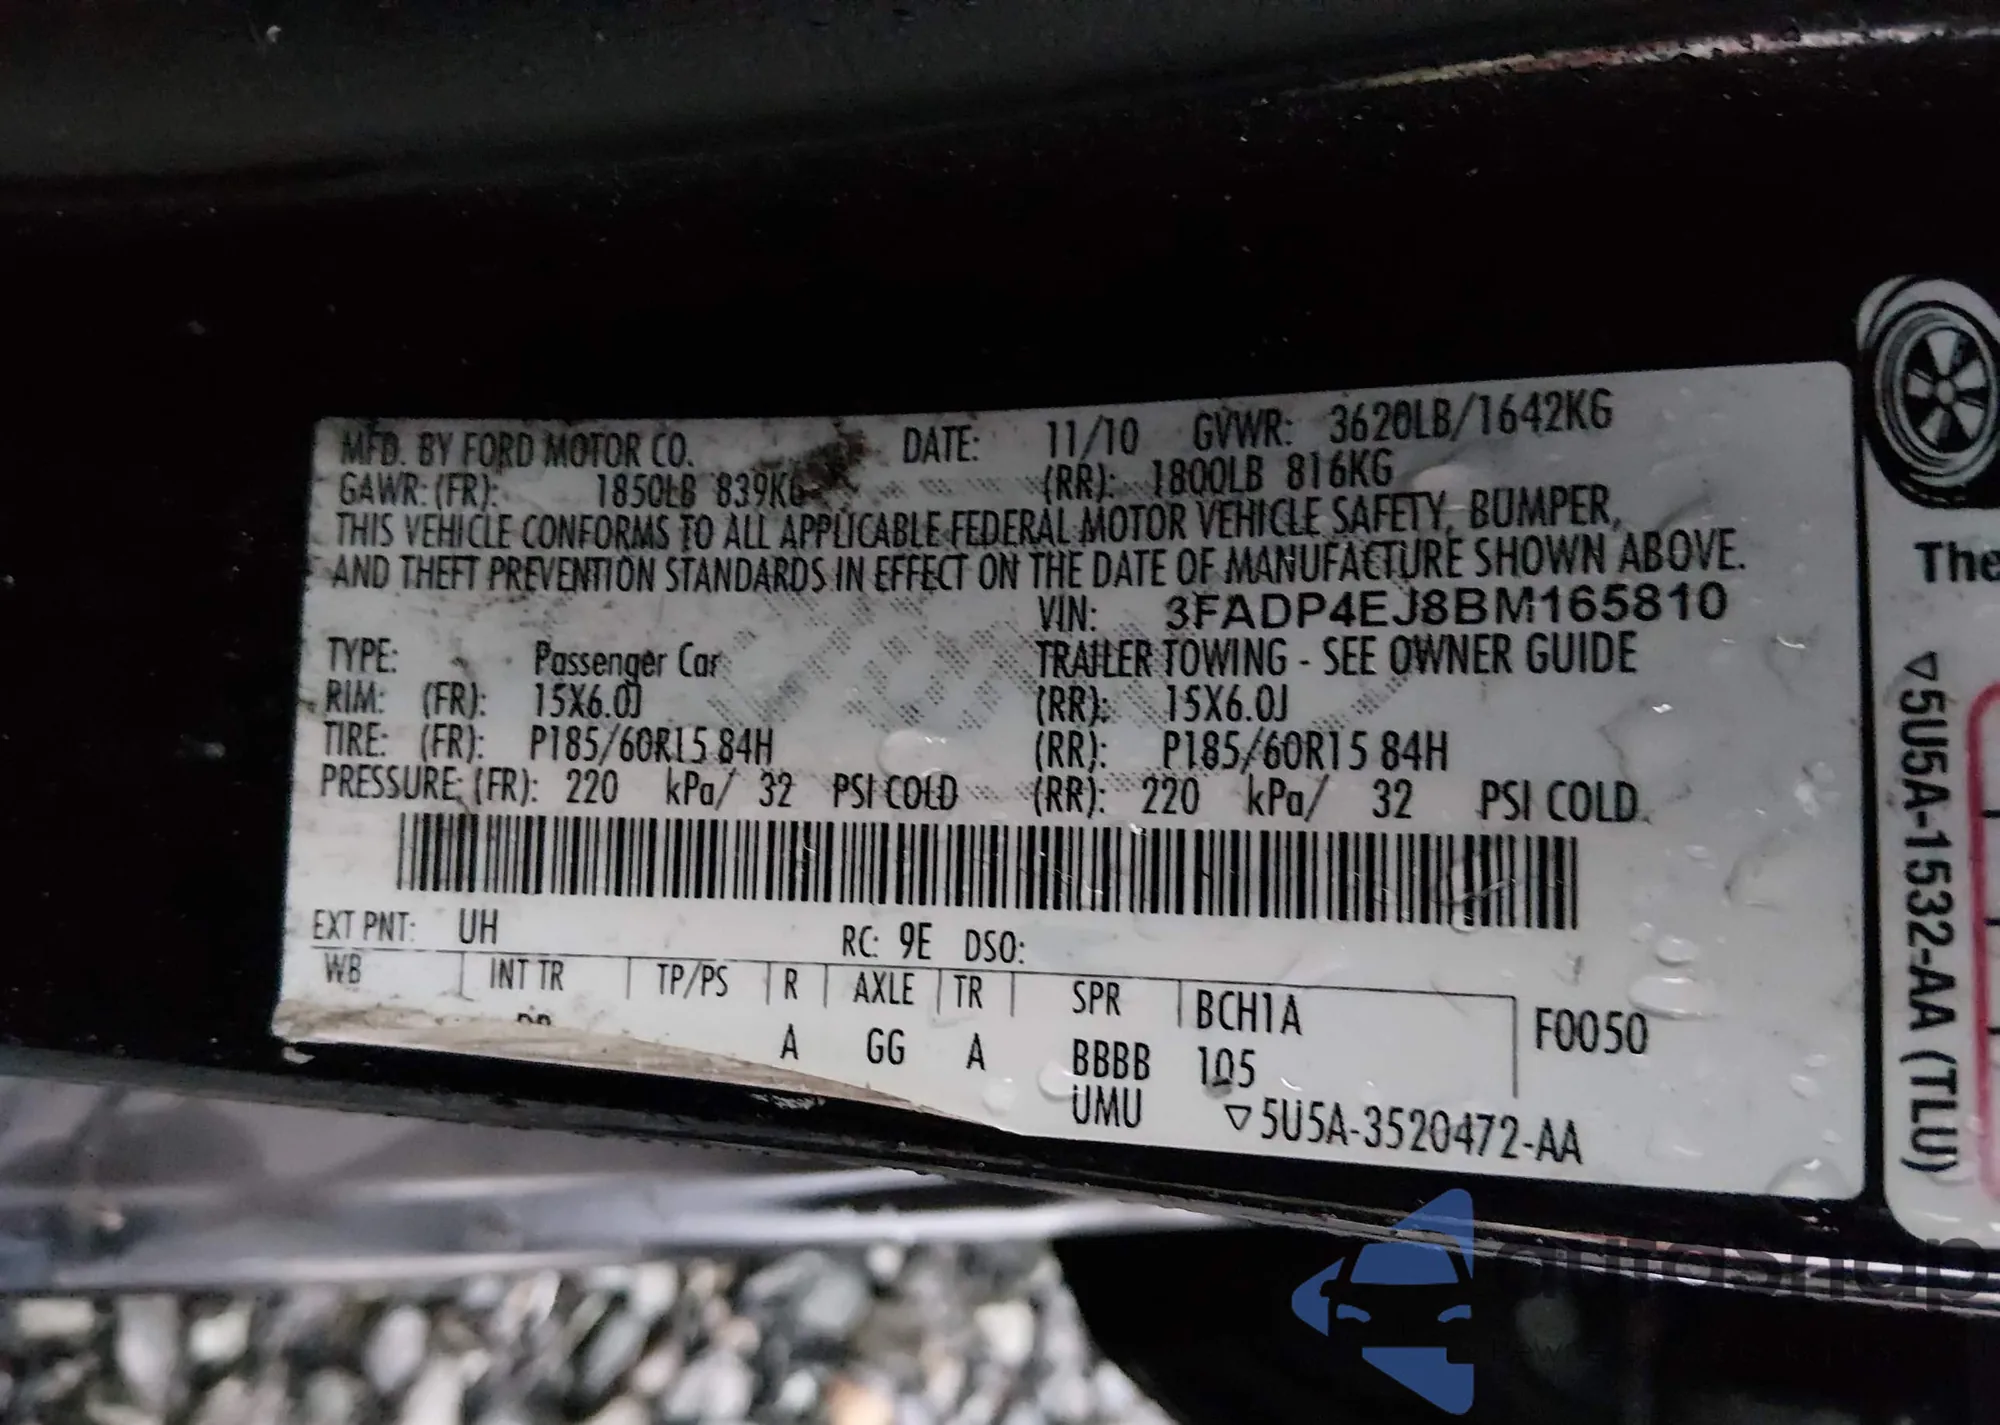 MFD. BY FORD MOTOR CO. DATE: 11/10 GVWR: 3620LB/1642KG
GAWR: (FR): 1850LB 839KG (RR): 1800LB 816KG
THIS VEHICLE CONFORMS TO ALL APPLICABLE FEDERAL MOTOR VEHICLE SAFETY, BUMPER,
AND THEFT PREVENTION STANDARDS IN EFFECT ON THE DATE OF MANUFACTURE SHOWN ABOVE.
VIN: 3FADP4EJ8BM165810
TYPE: Passenger Car TRAILER TOWING - SEE OWNER GUIDE
RIM: (FR): 15X6.0J (RR): 15X6.0J
TIRE: (FR): P185/60R15 84H (RR): P185/60R15 84H
PRESSURE: (FR): 220 kPa/ 32 PSI COLD (RR): 220 kPa/ 32 PSI COLD
EXT PNT: UH RC: 9E DSO:
WB INT TR TP/PS R AXLE TR SPR BCH1A F0050
A GG A BBBB 105
UMU ▽5U5A-3520472-AA
The
▽5U5A-1532-AA (TLU)
autosnap